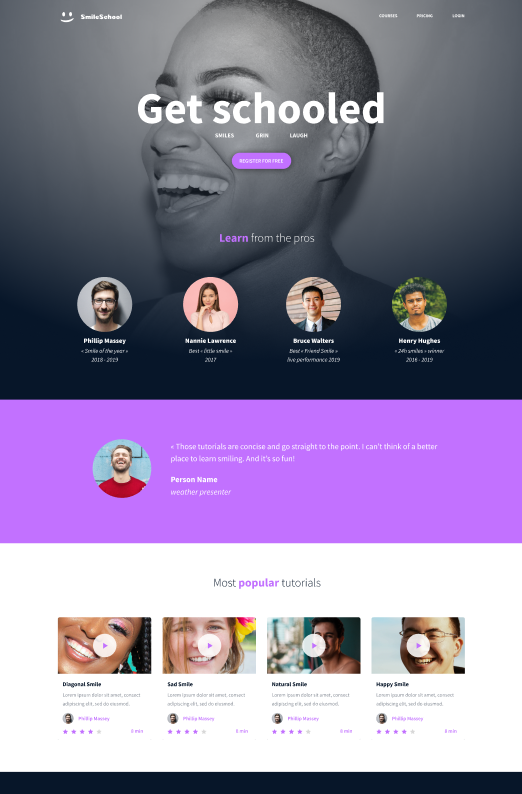 SmileSchool
COURSES PRICING LOGIN
Get schooled
SMILES GRIN LAUGH
REGISTER FOR FREE
Learn from the pros
Phillip Massey
« Smile of the year »
2018 - 2019
Nannie Lawrence
Best « little smile »
2017
Bruce Walters
Best « Friend Smile »
live performance 2019
Henry Hughes
« 24h smiles » winner
2016 - 2019
« Those tutorials are concise and go straight to the point. I can't think of a better
place to learn smiling. And it's so fun!
Person Name
weather presenter
Most popular tutorials
Diagonal Smile
Lorem ipsum dolor sit amet, consect
adipiscing elit, sed do eiusmod.
Phillip Massey
8 min
Sad Smile
Lorem ipsum dolor sit amet, consect
adipiscing elit, sed do eiusmod.
Phillip Massey
8 min
Natural Smile
Lorem ipsum dolor sit amet, consect
adipiscing elit, sed do eiusmod.
Phillip Massey
8 min
Happy Smile
Lorem ipsum dolor sit amet, consect
adipiscing elit, sed do eiusmod.
Phillip Massey
8 min